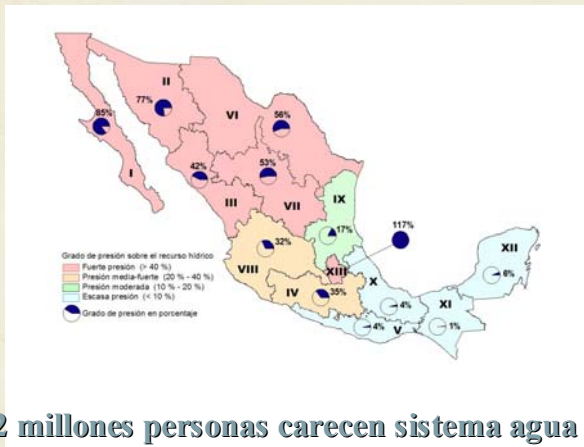 II
77%
VI
85%
56%
I
42%
53%
III
VII
IX
17%
117%
XII
6%
32%
VIII
XIII
X
IV
35%
4%
XI
4%
V
1%
Grado de presión sobre el recurso hídrico
Fuerte presión (> 40 %)
Presión media-fuerte (20 % - 40 %)
Presión moderada (10 % - 20 %)
Escasa presión (< 10 %)
Grado de presión en porcentaje
2 millones personas carecen sistema agua